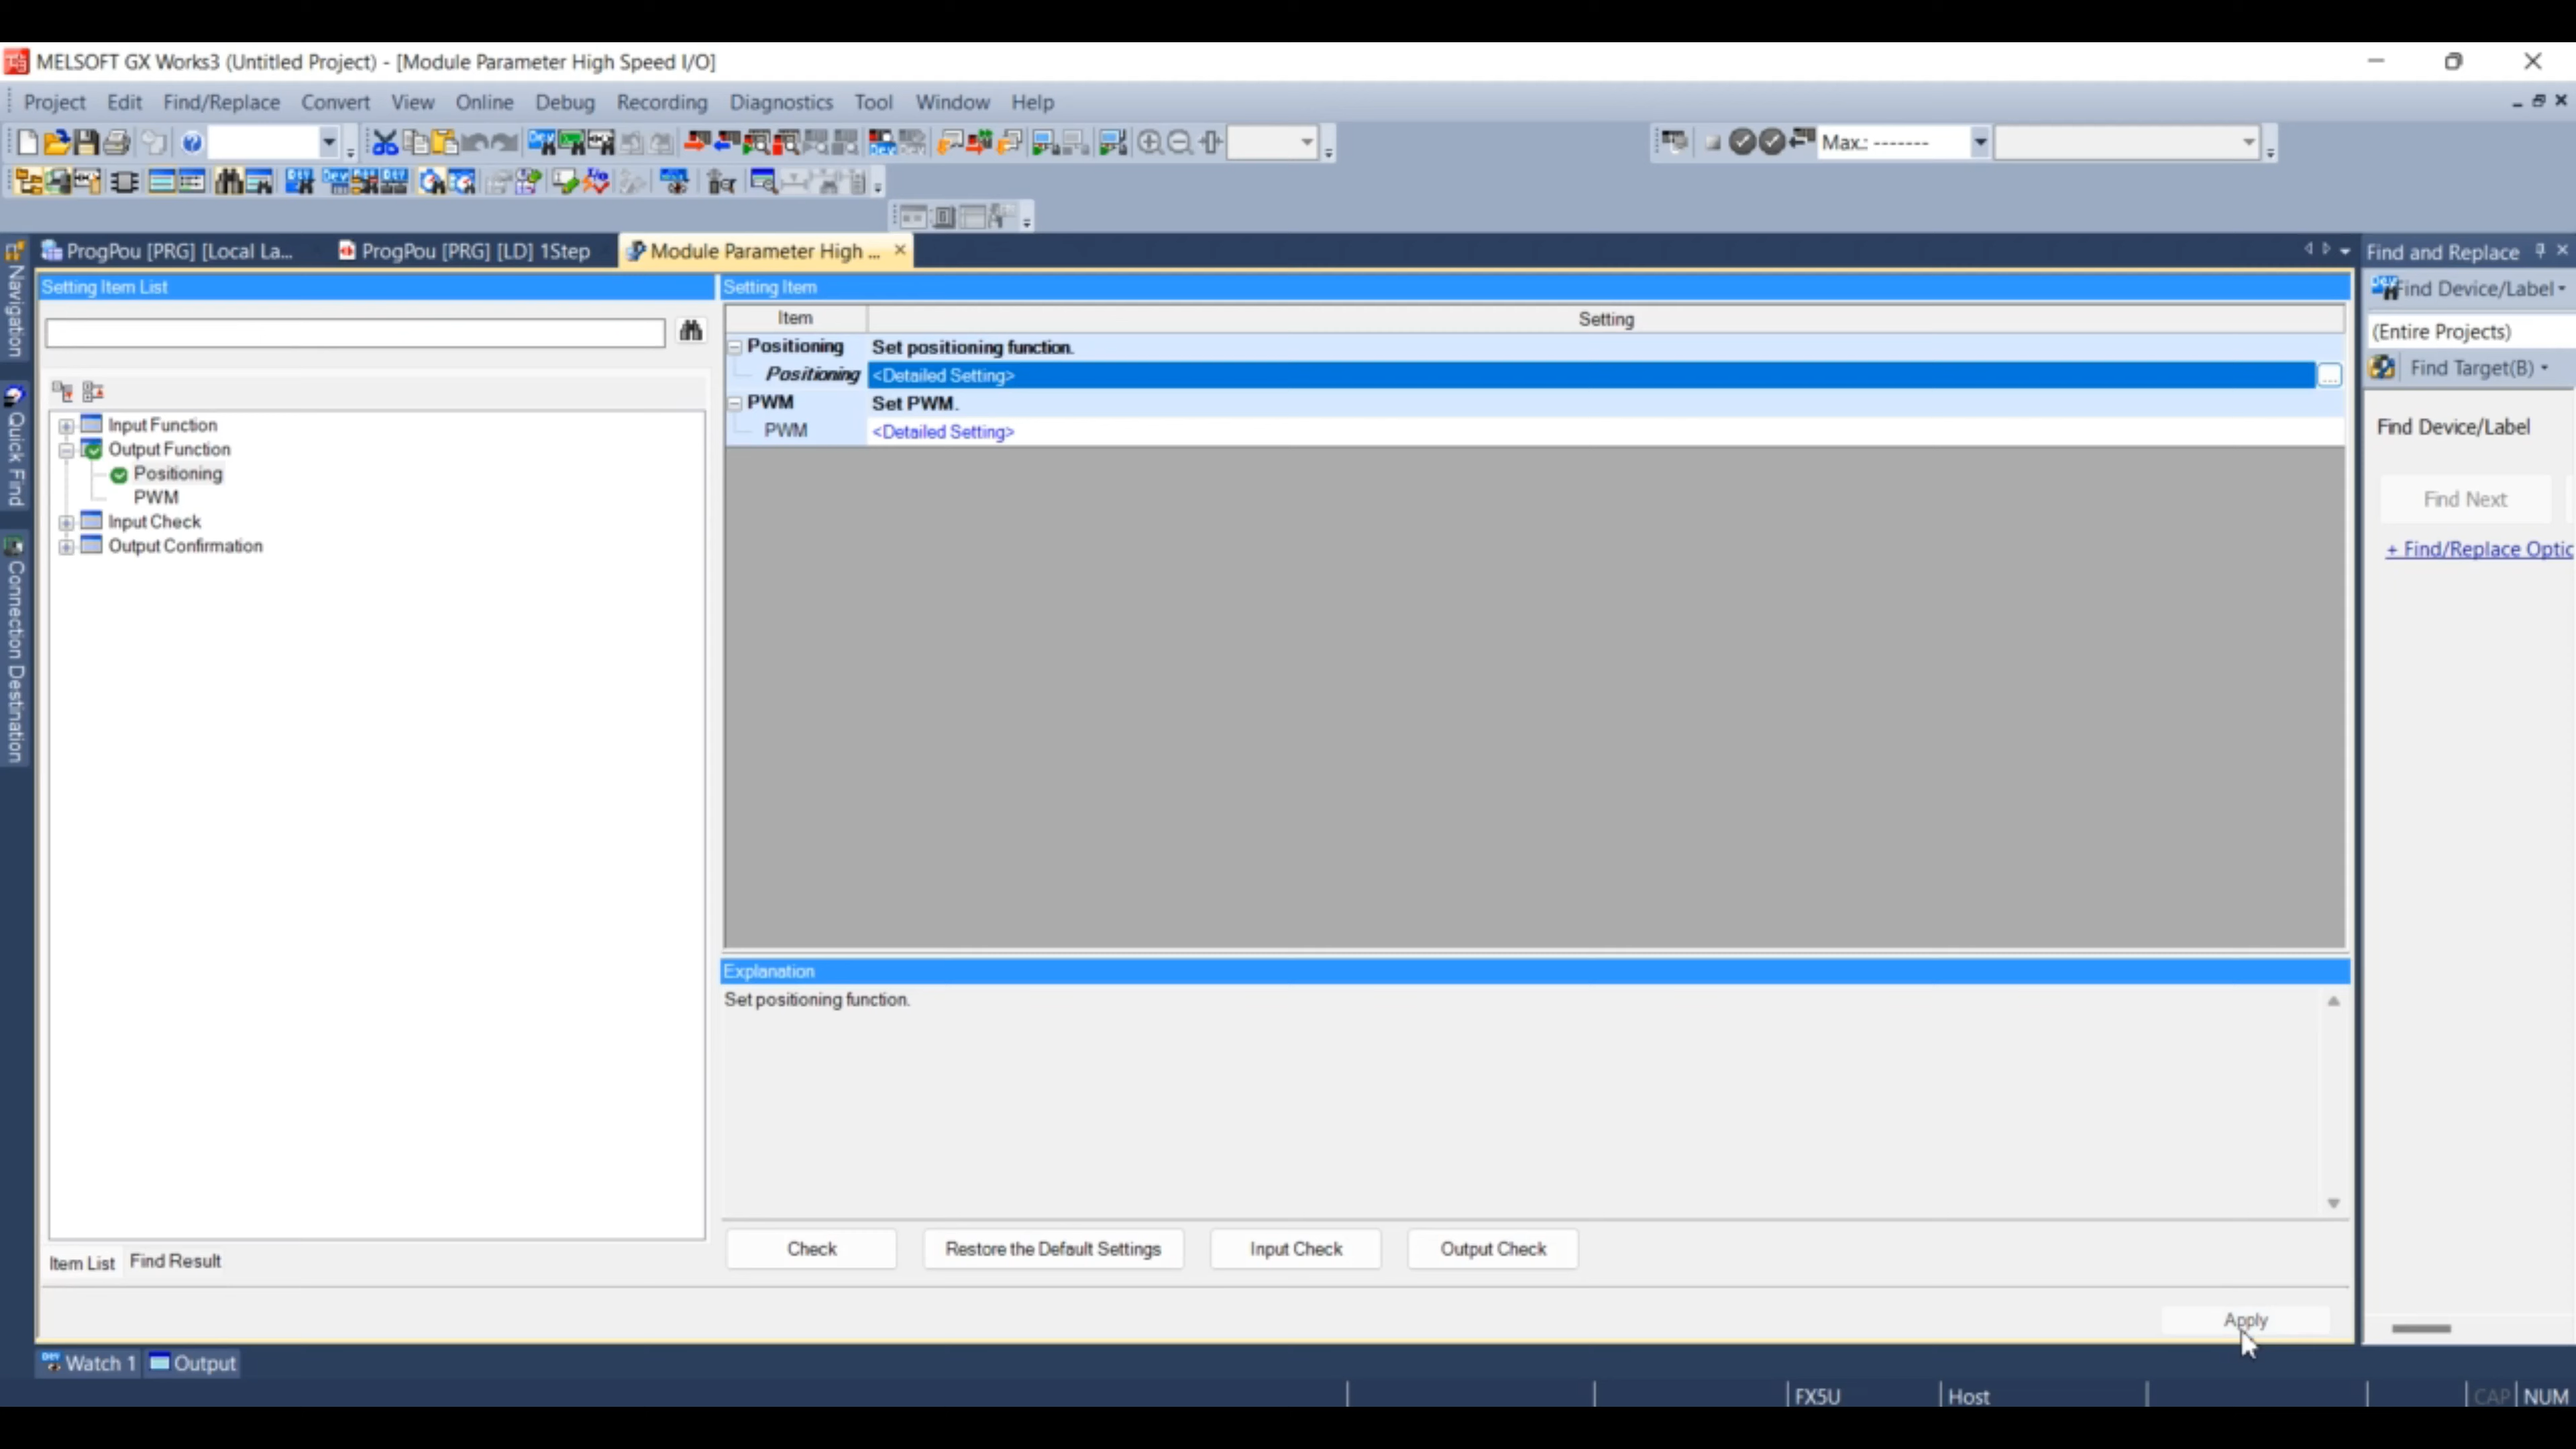 MELSOFT GX Works3 (Untitled Project) - [Module Parameter High Speed I/O]
Project Edit Find/Replace Convert View Online Debug Recording Diagnostics Tool Window Help
Max.: -------
ProgPou [PRG] [Local La... ProgPou [PRG] [LD] 1Step Module Parameter High ...
Find and Replace
Navigation
Quick Find
Connection Destination
Setting Item List
Input Function
Output Function
Positioning
PWM
Input Check
Output Confirmation
Item List Find Result
Setting Item
Item Setting
Positioning Set positioning function.
Positioning <Detailed Setting>
...
PWM Set PWM.
PWM <Detailed Setting>
Explanation
Set positioning function.
Check Restore the Default Settings Input Check Output Check
Apply
Find Device/Label
(Entire Projects)
Find Target(B)
Find Device/Label
Find Next
+ Find/Replace Optic
Watch 1 Output
FX5U Host CAP NUM